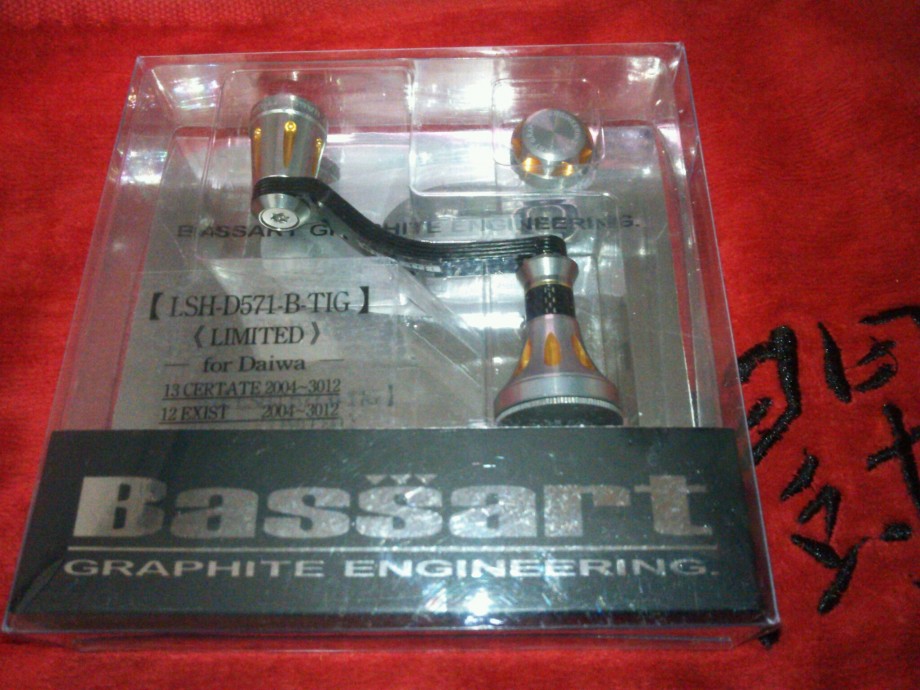 BASSART GRAPHITE ENGINEERING.
【 LSH-D571-B-TIG 】
《 LIMITED 》
for Daiwa
13 CERTATE 2004~3012
12 EXIST 2004~3012
Bassart
GRAPHITE ENGINEERING.